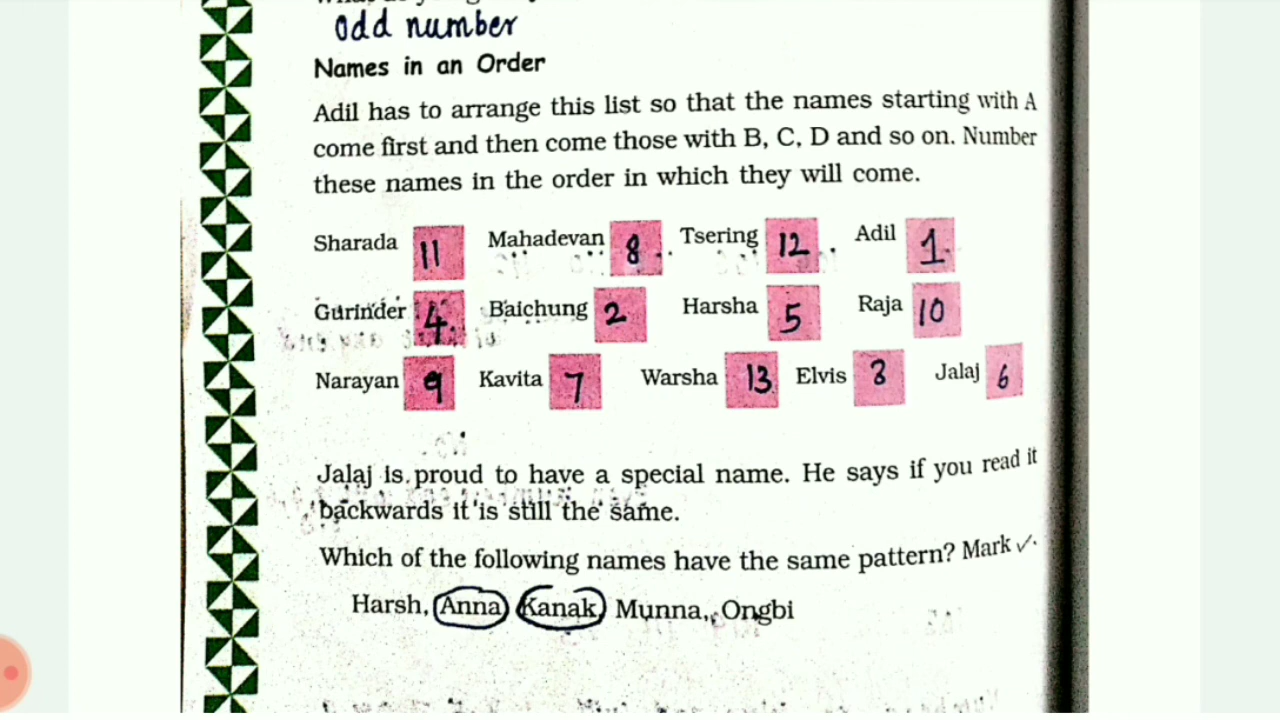 odd number
Names in an Order
Adil has to arrange this list so that the names starting with A
come first and then come those with B, C, D and so on. Number
these names in the order in which they will come.
Sharada 11 Mahadevan 8 Tsering 12 Adil 1
Gurinder 4 Baichung 2 Harsha 5 Raja 10
Narayan 9 Kavita 7 Warsha 13 Elvis 3 Jalaj 6
Jalaj is proud to have a special name. He says if you read it
backwards it is still the same.
Which of the following names have the same pattern? Mark ✓.
Harsh, Anna Kanak Munna, Ongbi